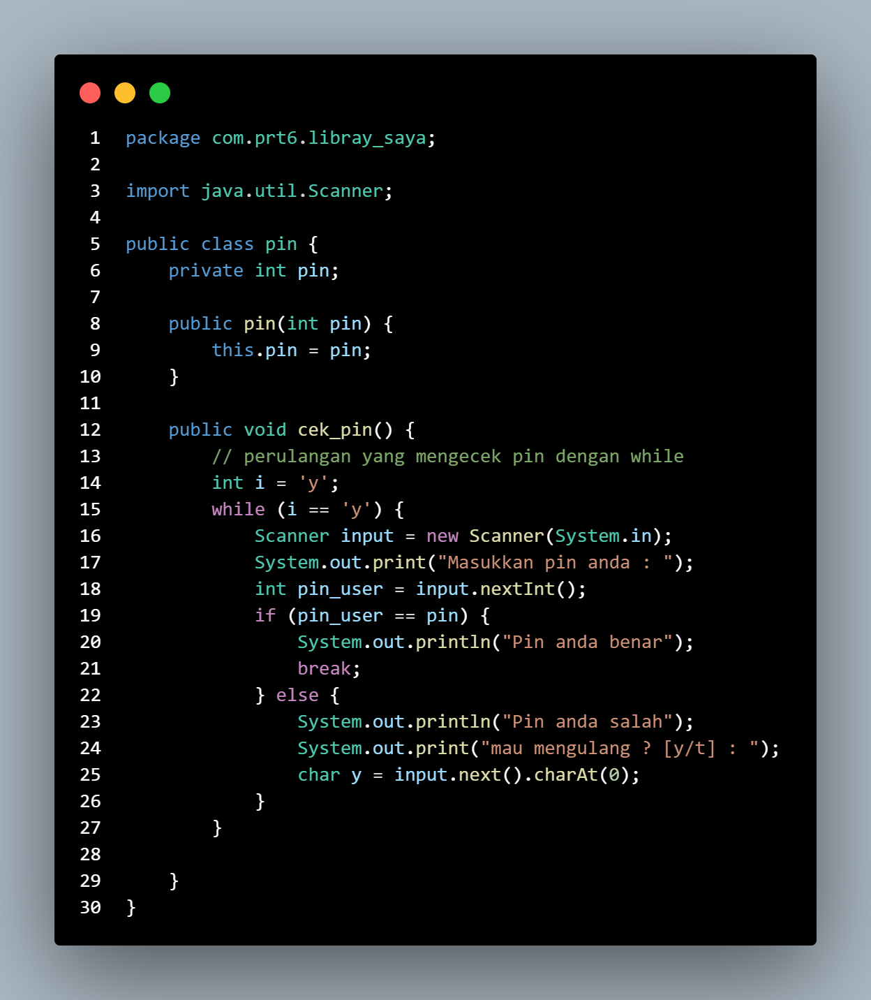 1 package com.prt6.libray_saya;
2
3 import java.util.Scanner;
4
5 public class pin {
6     private int pin;
7
8     public pin(int pin) {
9         this.pin = pin;
10     }
11
12     public void cek_pin() {
13         // perulangan yang mengecek pin dengan while
14         int i = 'y';
15         while (i == 'y') {
16             Scanner input = new Scanner(System.in);
17             System.out.print("Masukkan pin anda : ");
18             int pin_user = input.nextInt();
19             if (pin_user == pin) {
20                 System.out.println("Pin anda benar");
21                 break;
22             } else {
23                 System.out.println("Pin anda salah");
24                 System.out.print("mau mengulang ? [y/t] : ");
25                 char y = input.next().charAt(0);
26             }
27         }
28
29     }
30 }